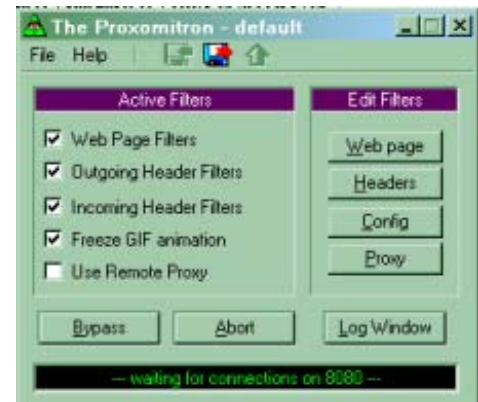 The Proxomitron - default
File Help
Active Filters
Web Page Filters
Outgoing Header Filters
Incoming Header Filters
Freeze GIF animation
Use Remote Proxy
Edit Filters
Web page
Headers
Config
Proxy
Bypass Abort Log Window
--- waiting for connections on 8080 ---